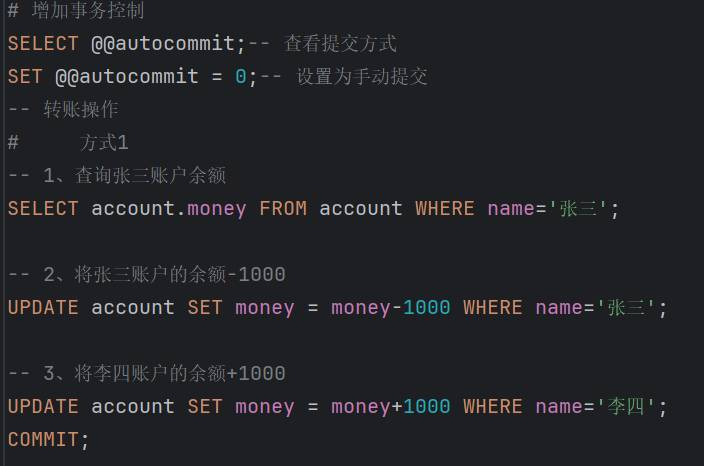 # 增加事务控制
SELECT @@autocommit;-- 查看提交方式
SET @@autocommit = 0;-- 设置为手动提交
-- 转账操作
#     方式1
-- 1、查询张三账户余额
SELECT account.money FROM account WHERE name='张三';
-- 2、将张三账户的余额-1000
UPDATE account SET money = money-1000 WHERE name='张三';
-- 3、将李四账户的余额+1000
UPDATE account SET money = money+1000 WHERE name='李四';
COMMIT;